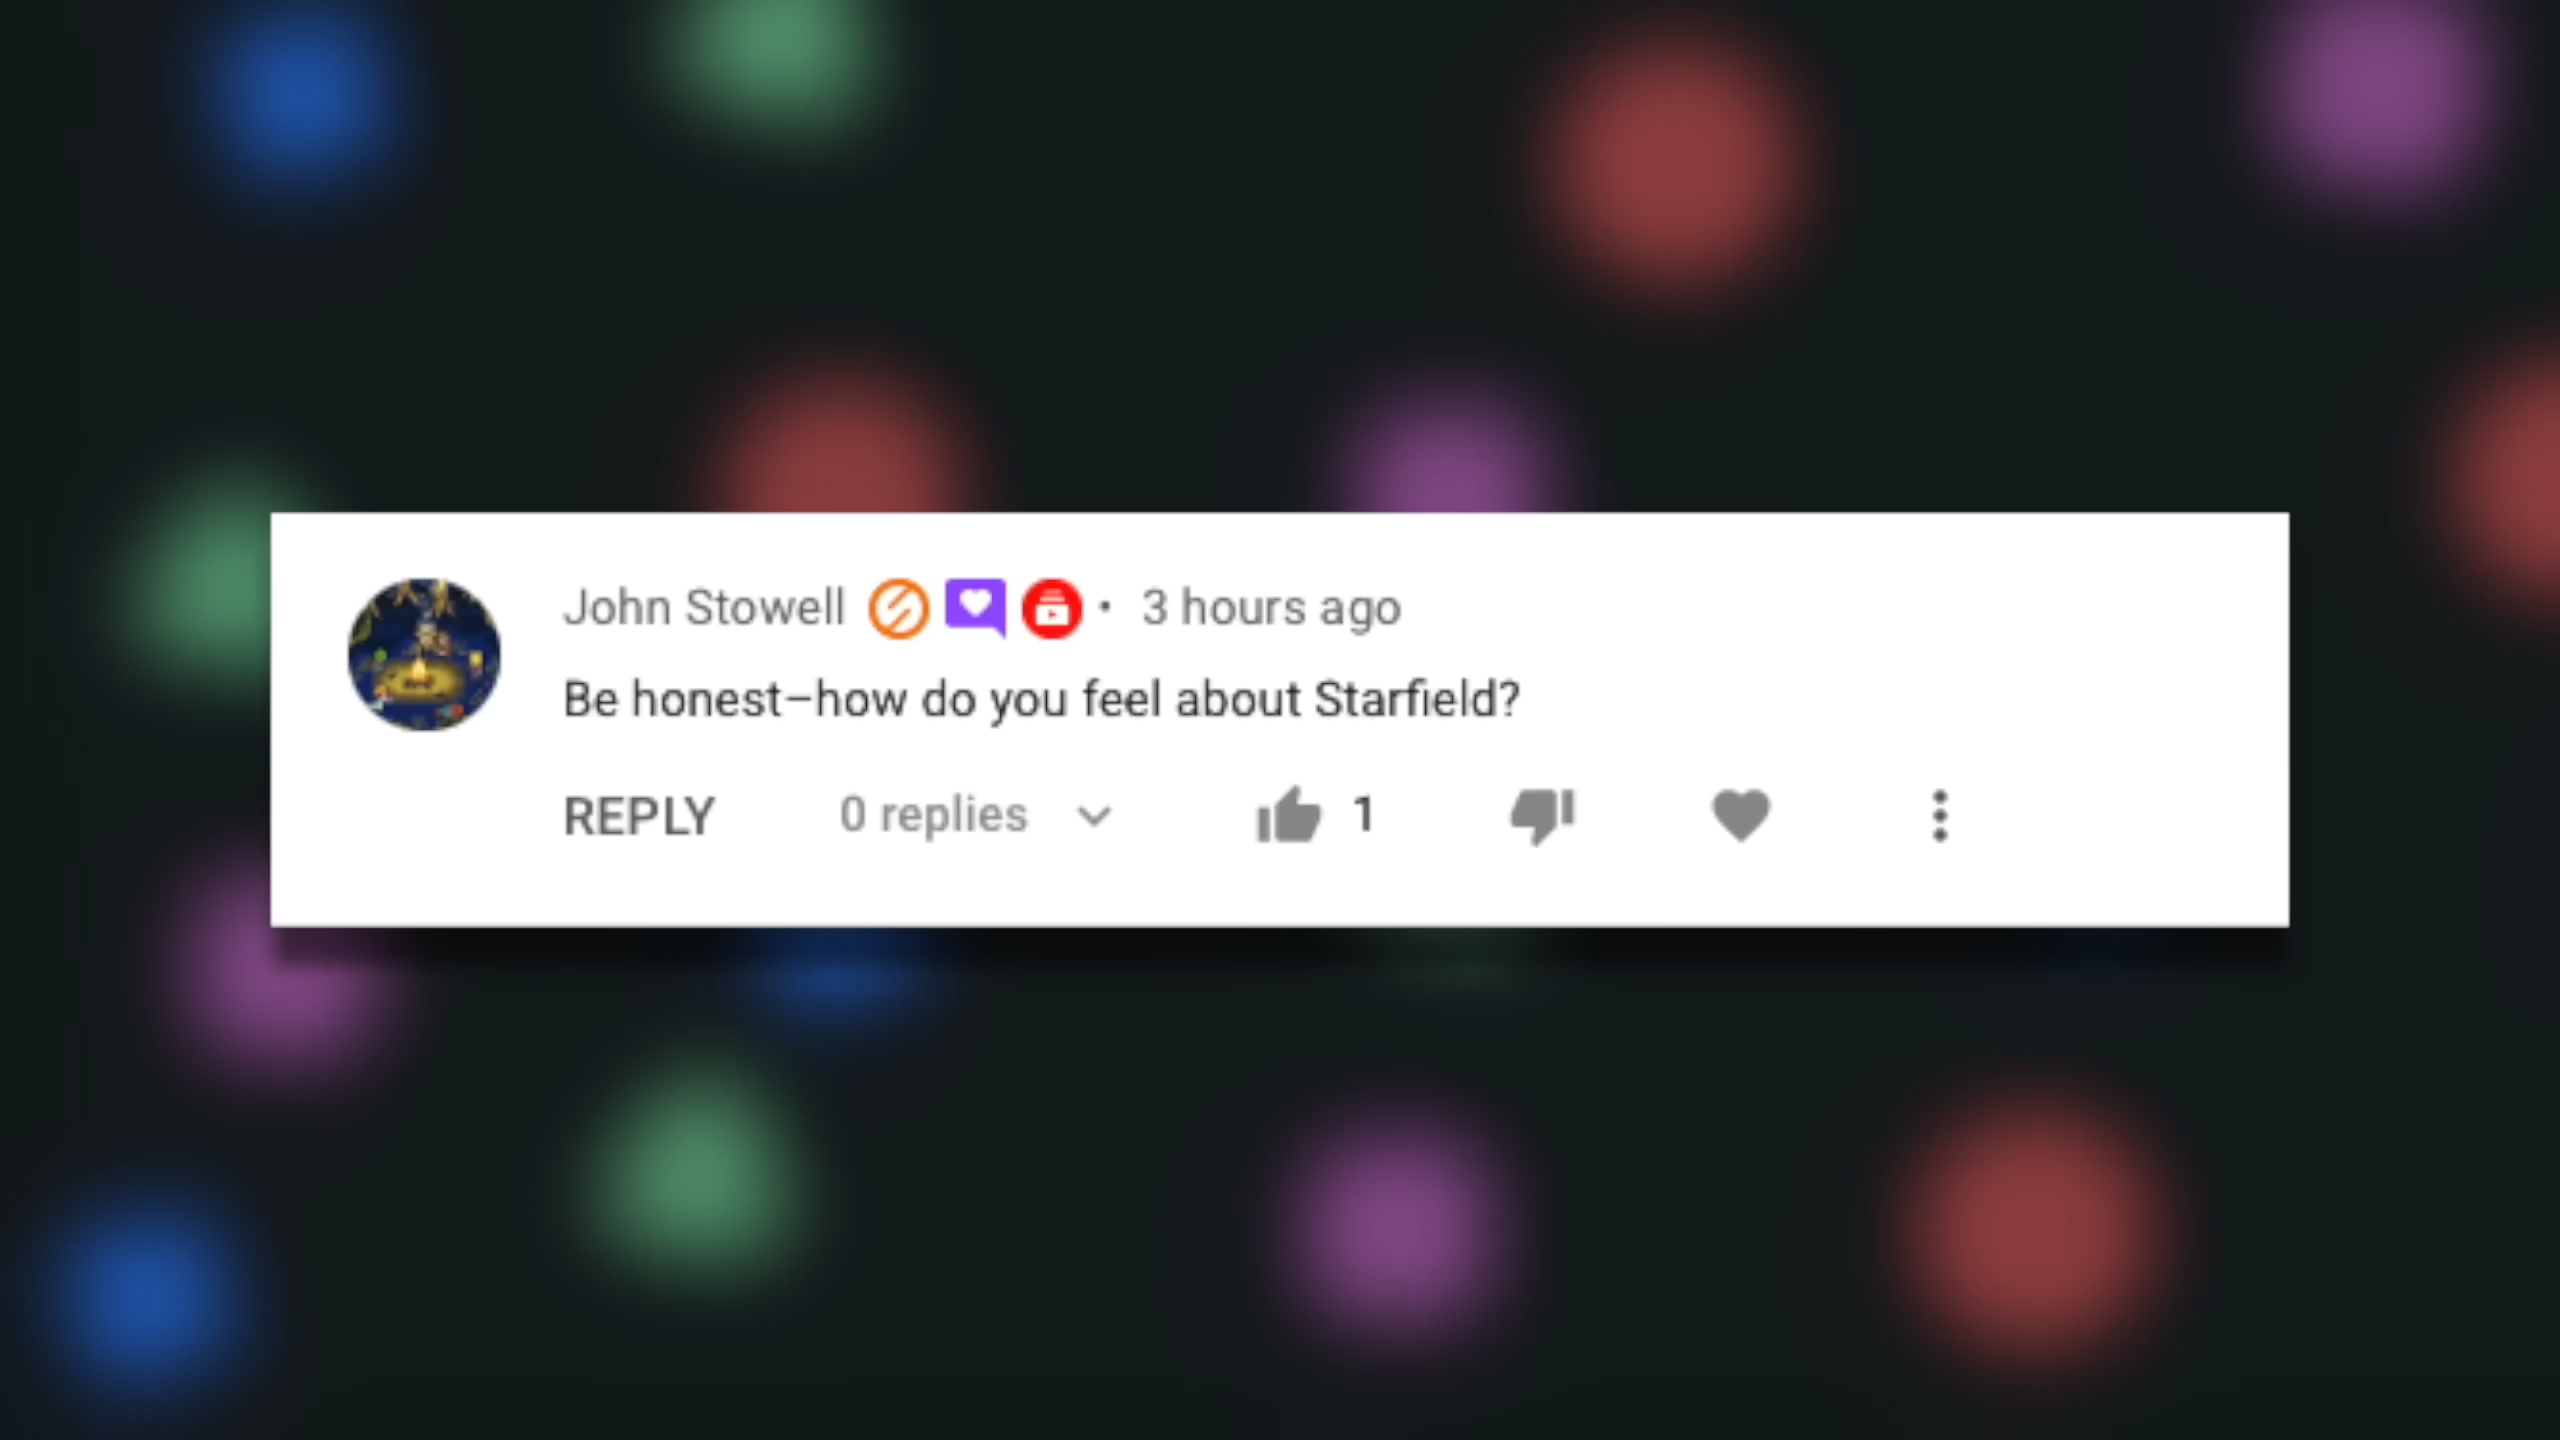 John Stowell • 3 hours ago
Be honest–how do you feel about Starfield?
REPLY 0 replies 1